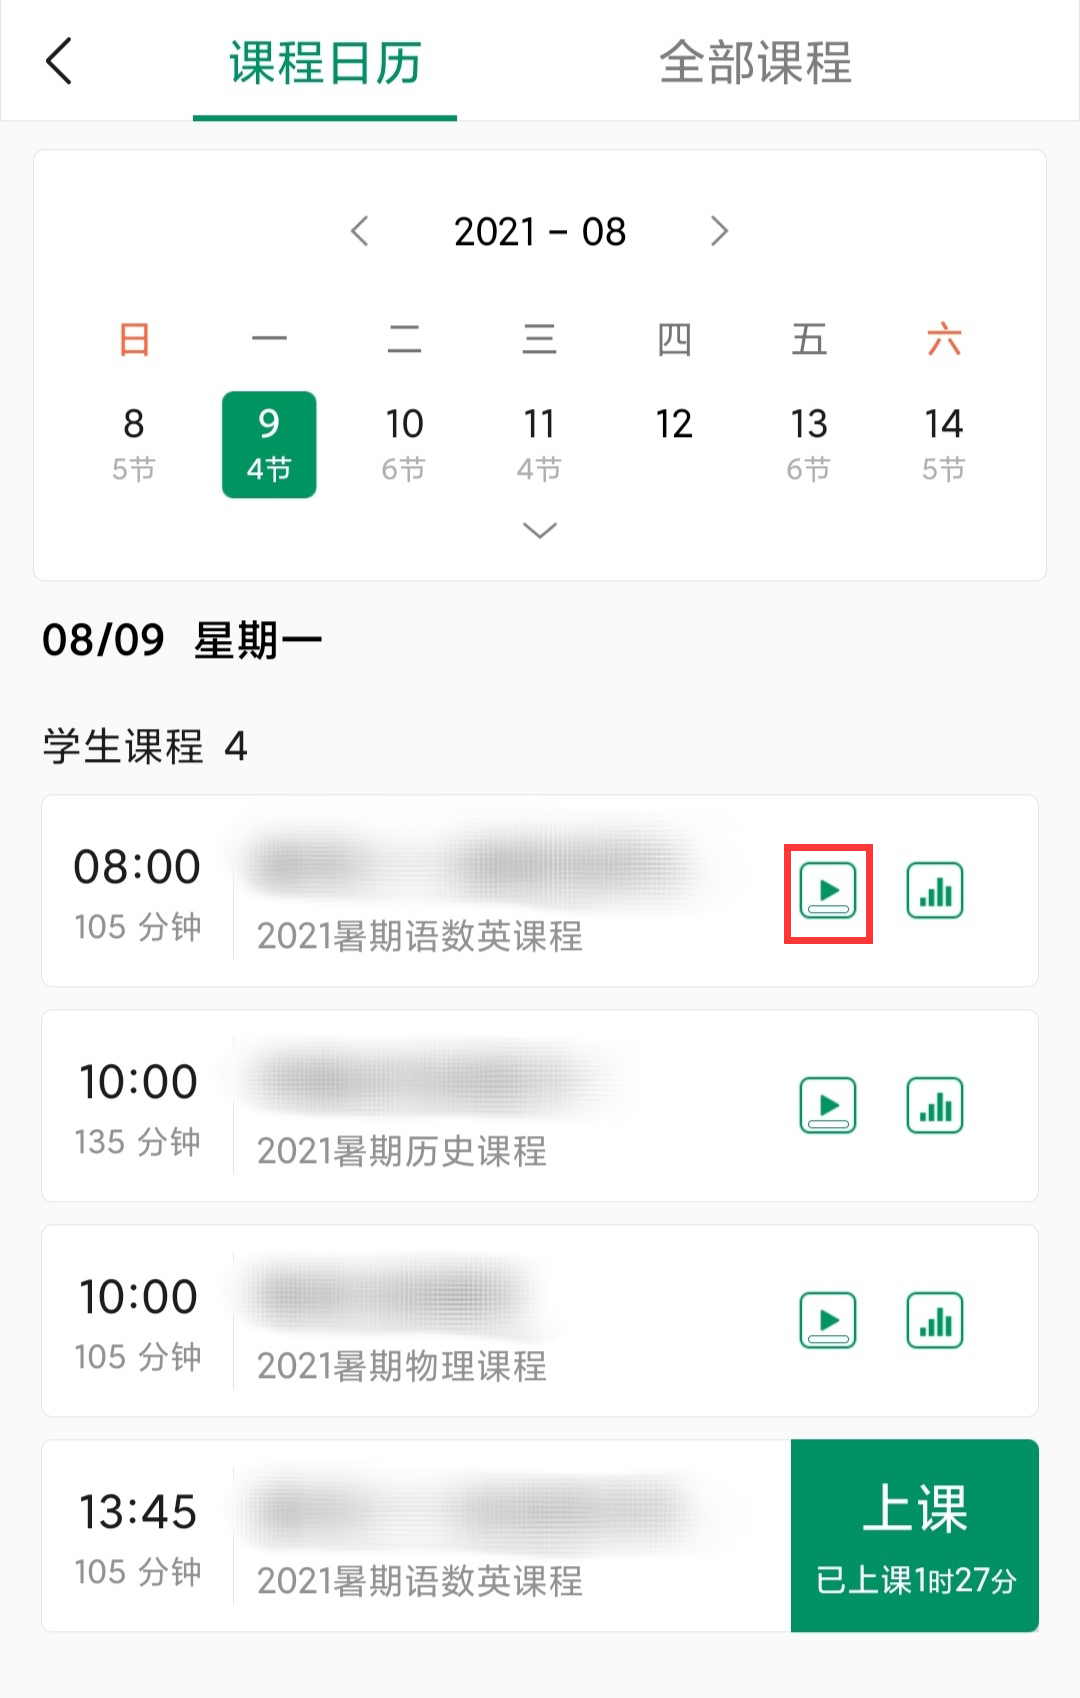 课程日历 全部课程
2021 – 08
日 一 二 三 四 五 六
8 9 10 11 12 13 14
5节 4节 6节 4节 6节 5节
08/09 星期一
学生课程 4
08:00
105 分钟 2021暑期语数英课程
10:00
135 分钟 2021暑期历史课程
10:00
105 分钟 2021暑期物理课程
13:45 上课
105 分钟 2021暑期语数英课程 已上课1时27分